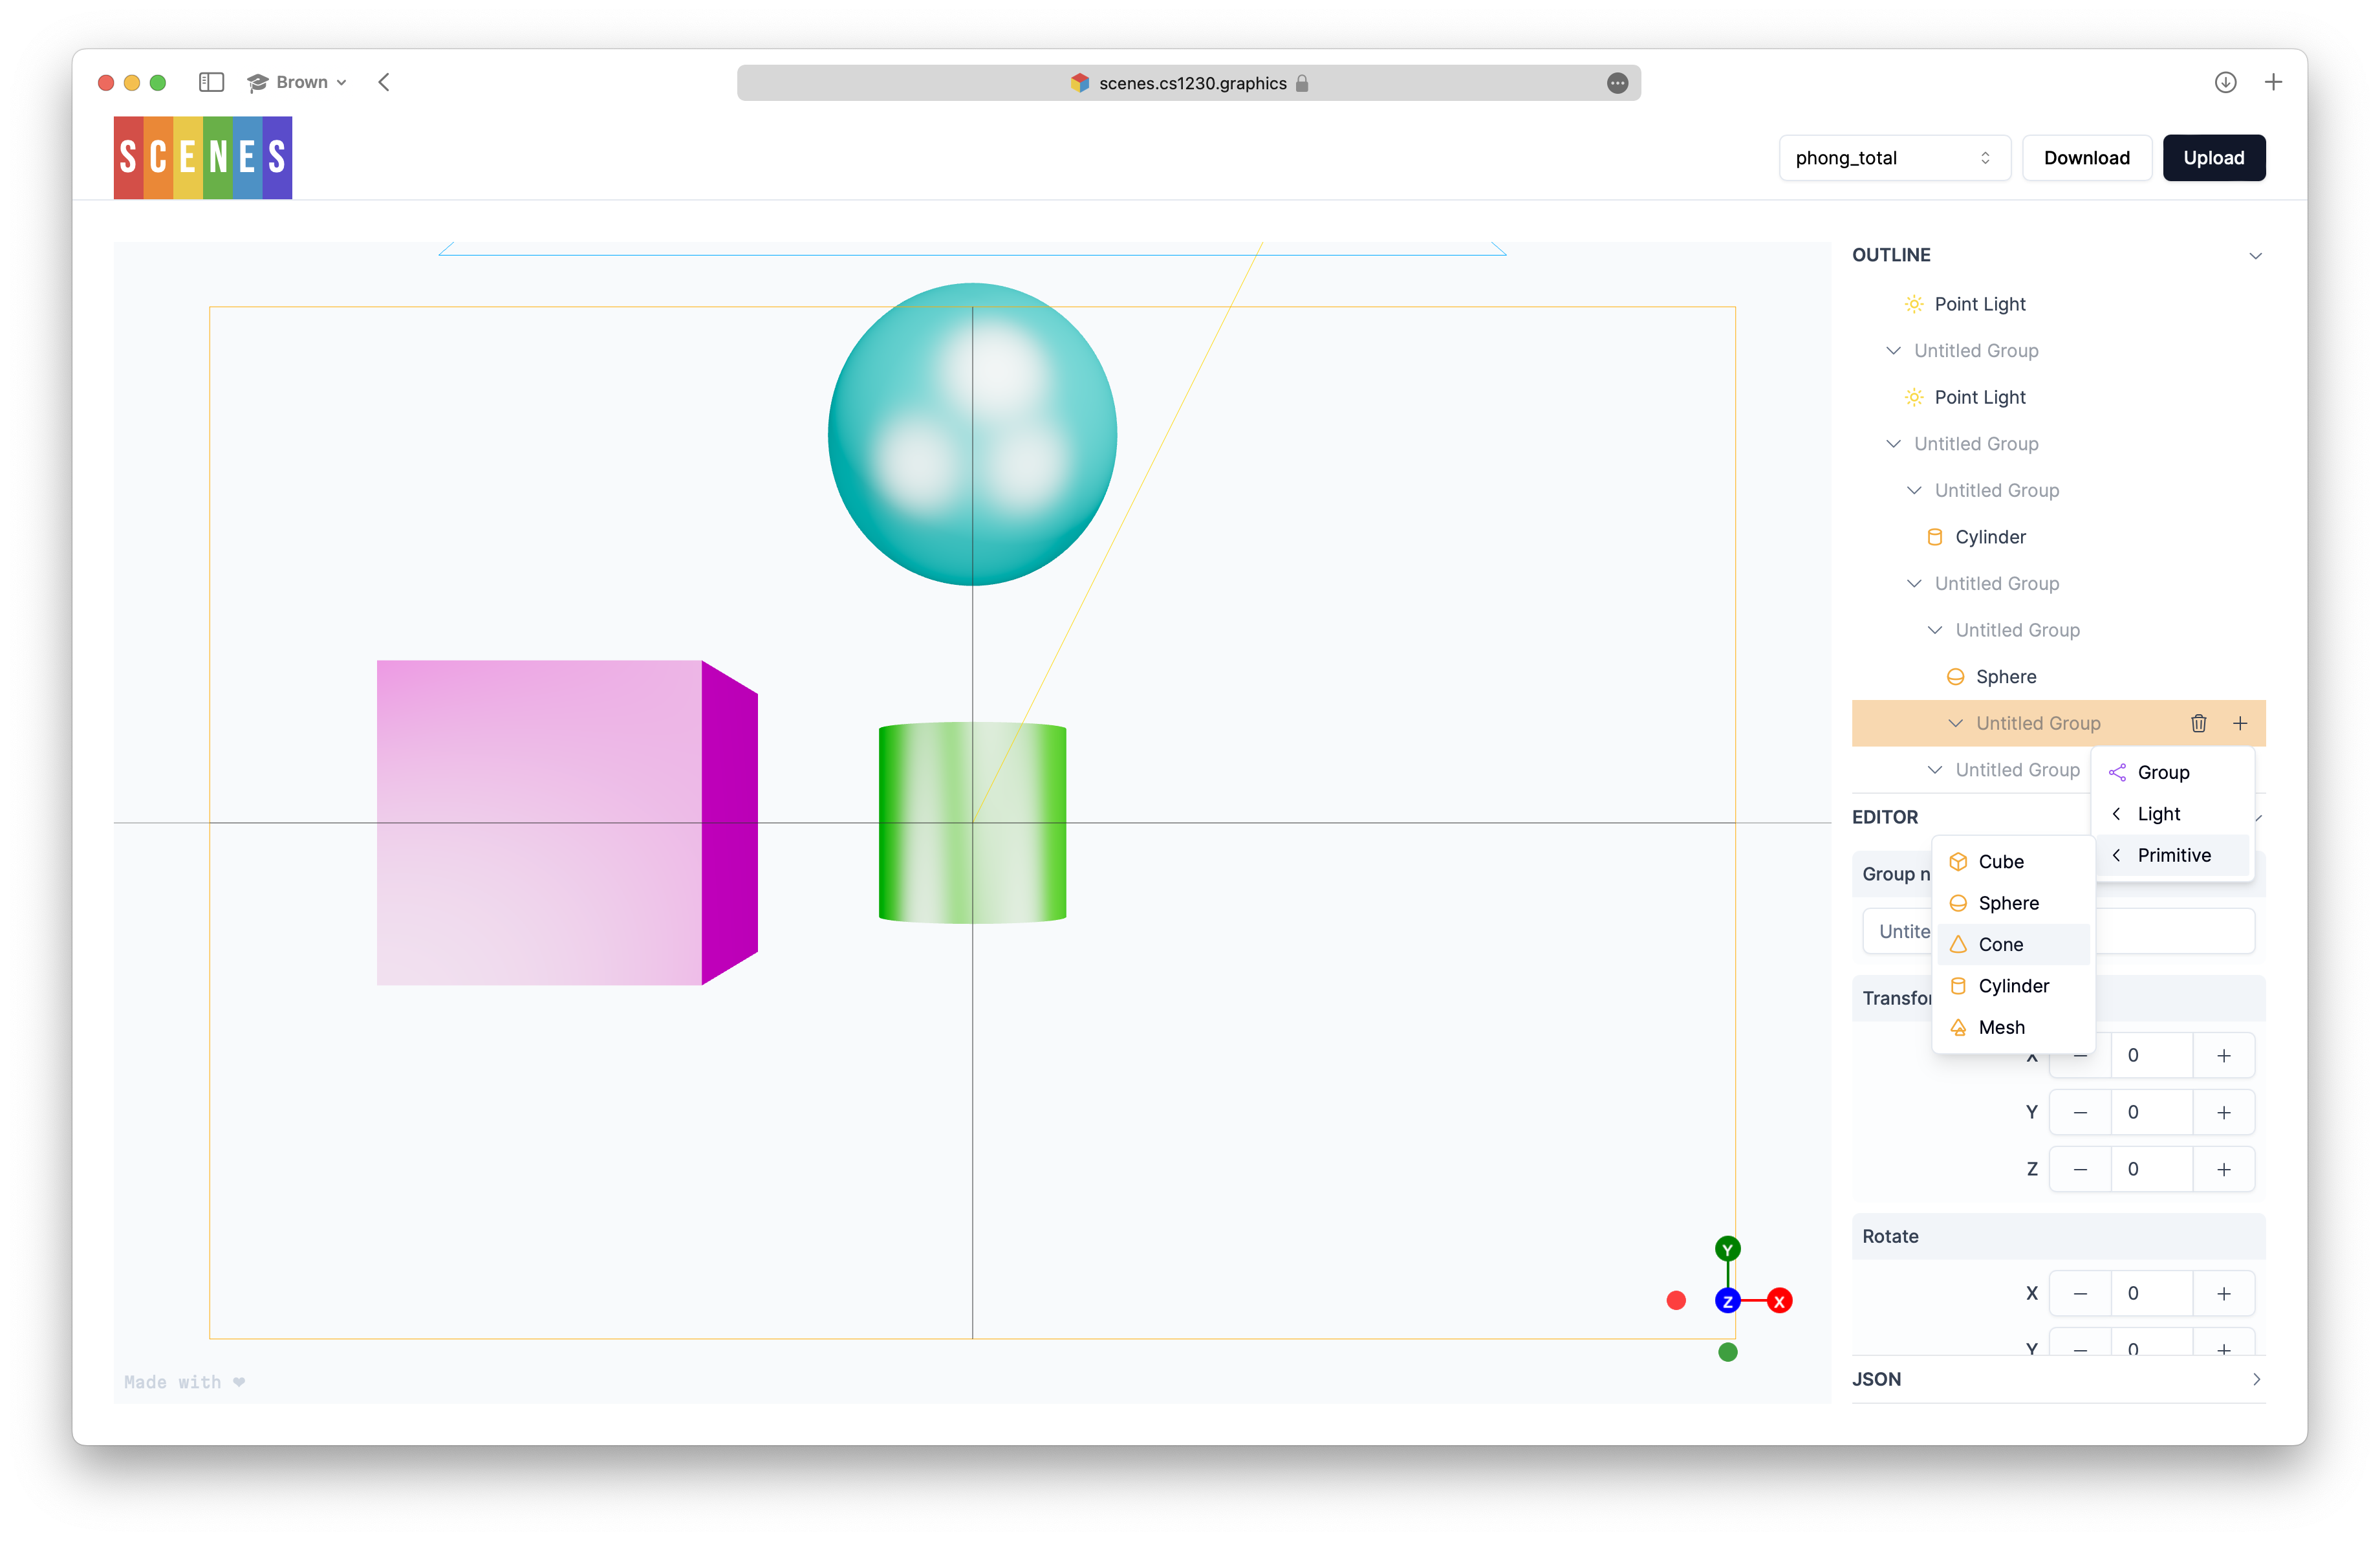 Brown
scenes.cs1230.graphics
SCENES
phong_total
Download
Upload
OUTLINE
Point Light
Untitled Group
Point Light
Untitled Group
Untitled Group
Cylinder
Untitled Group
Untitled Group
Sphere
Untitled Group
Untitled Group
Group
Light
Primitive
Cube
Sphere
Cone
Cylinder
Mesh
EDITOR
Group n
Untite
Transfo
X 0
Y 0
Z 0
Rotate
X 0
Y 0
JSON
Y
Z X
Made with ❤